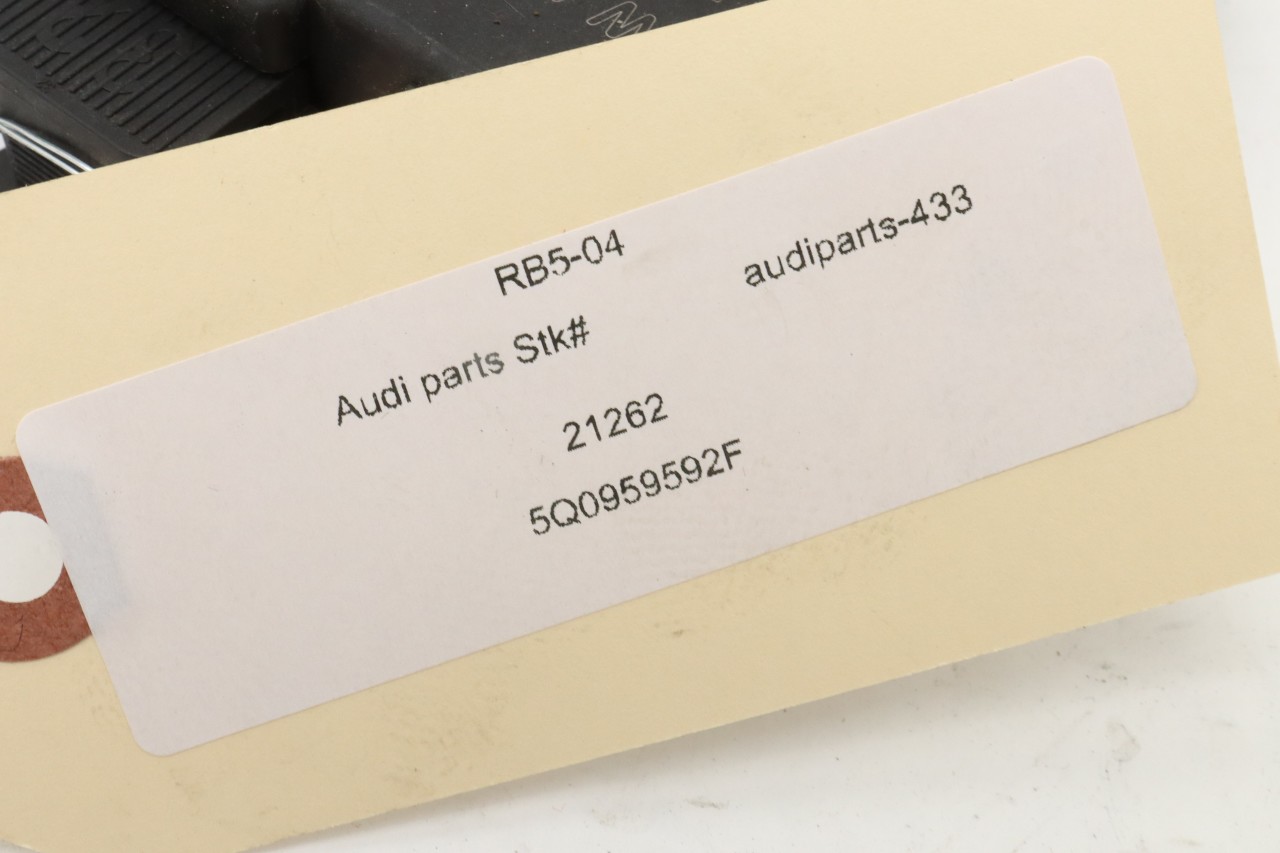 RB5-04
audiparts-433
Audi parts Stk#
21262
5Q0959592F